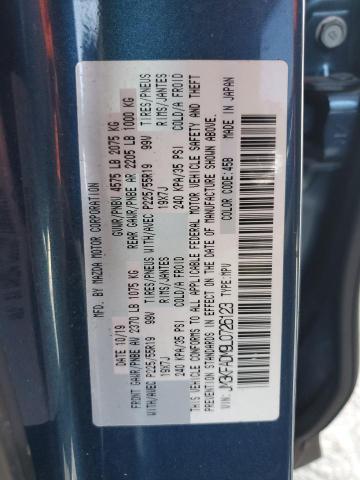 MFD. BY MAZDA MOTOR CORPORATION
10/19 GVWR/PNBV 4575 LB 2075 KG
FRONT GAWR/PNBE AV 2370 LB 1075 KG REAR GAWR/PNBE AR 2205 LB 1000 KG
WITH/AVEC P225/55R19 99V TIRES/PNEUS WITH/AVEC P225/55R19 99V TIRES/PNEUS
19X7J RIMS/JANTES 19X7J RIMS/JANTES
240 KPA/35 PSI COLD/A FROID 240 KPA/35 PSI COLD/A FROID
THIS VEHICLE CONFORMS TO ALL APPLICABLE FEDERAL MOTOR VEHICLE SAFETY AND THEFT
PREVENTION STANDARDS IN EFFECT ON THE DATE OF MANUFACTURE SHOWN ABOVE.
VIN: JM3KFADM9L0726123 TYPE:MPV
COLOR CODE:45B MADE IN JAPAN